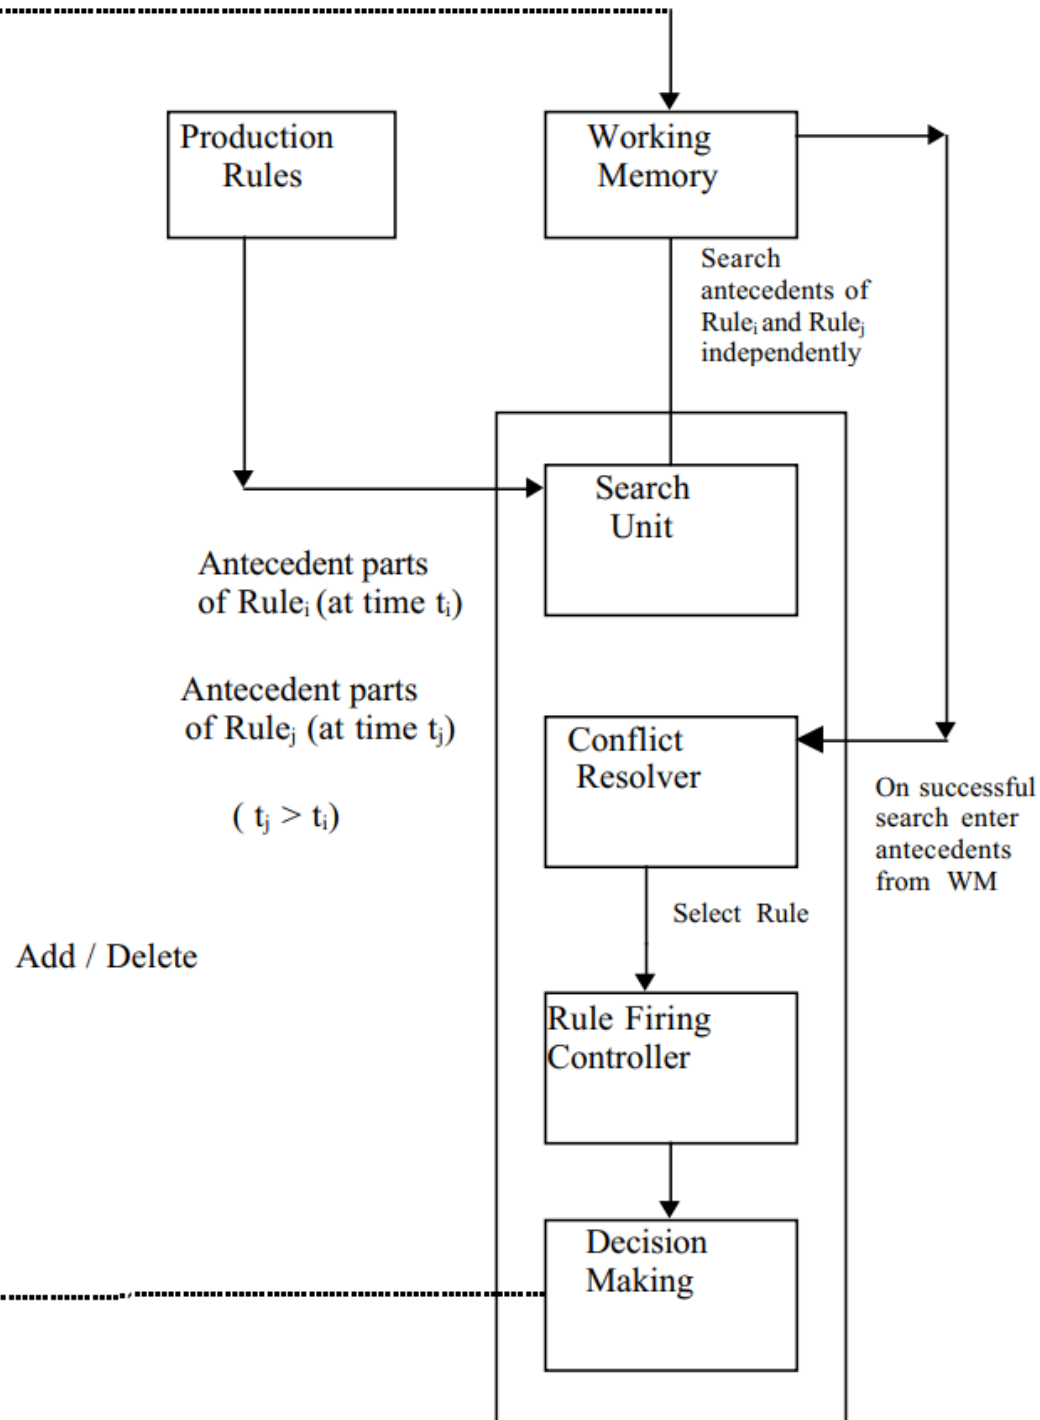 Production
Rules
Working
Memory
Search
antecedents of
Ruleᵢ and Ruleⱼ
independently
Search
Unit
Antecedent parts
of Ruleᵢ (at time tᵢ)
Antecedent parts
of Ruleⱼ (at time tⱼ)
( tⱼ > tᵢ)
Conflict
Resolver
On successful
search enter
antecedents
from WM
Select Rule
Add / Delete
Rule Firing
Controller
Decision
Making